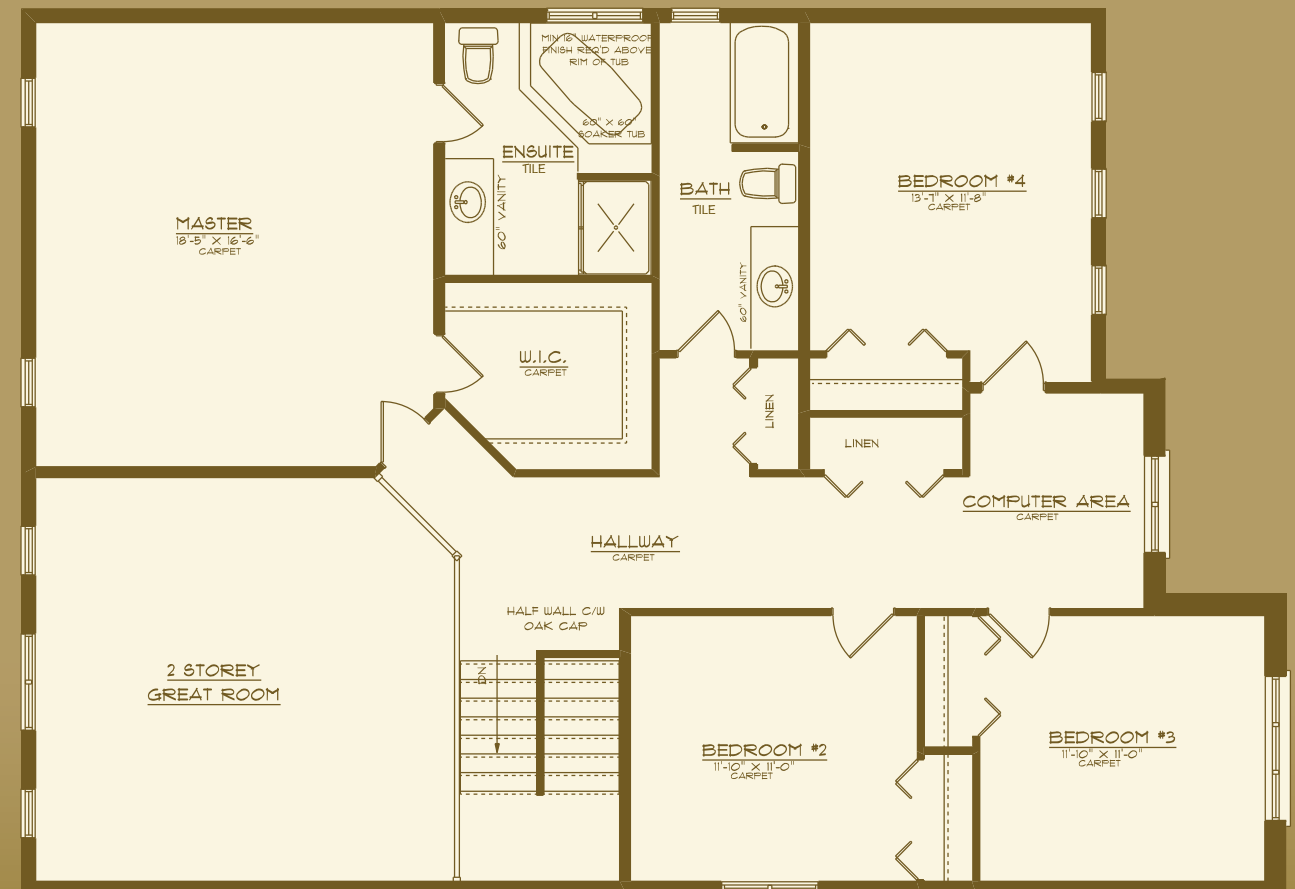 MIN 16" WATERPROOF
FINISH REQ'D ABOVE
RIM OF TUB
60" X 60"
SOAKER TUB
ENSUITE
TILE
60" VANITY
MASTER
18'-5" X 16'-6"
CARPET
BATH
TILE
60" VANITY
BEDROOM #4
13'-7" X 11'-8"
CARPET
W.I.C.
CARPET
LINEN
LINEN
COMPUTER AREA
CARPET
HALLWAY
CARPET
HALF WALL C/W
OAK CAP
DN
2 STOREY
GREAT ROOM
BEDROOM #2
11'-10" X 11'-0"
CARPET
BEDROOM #3
11'-10" X 11'-0"
CARPET